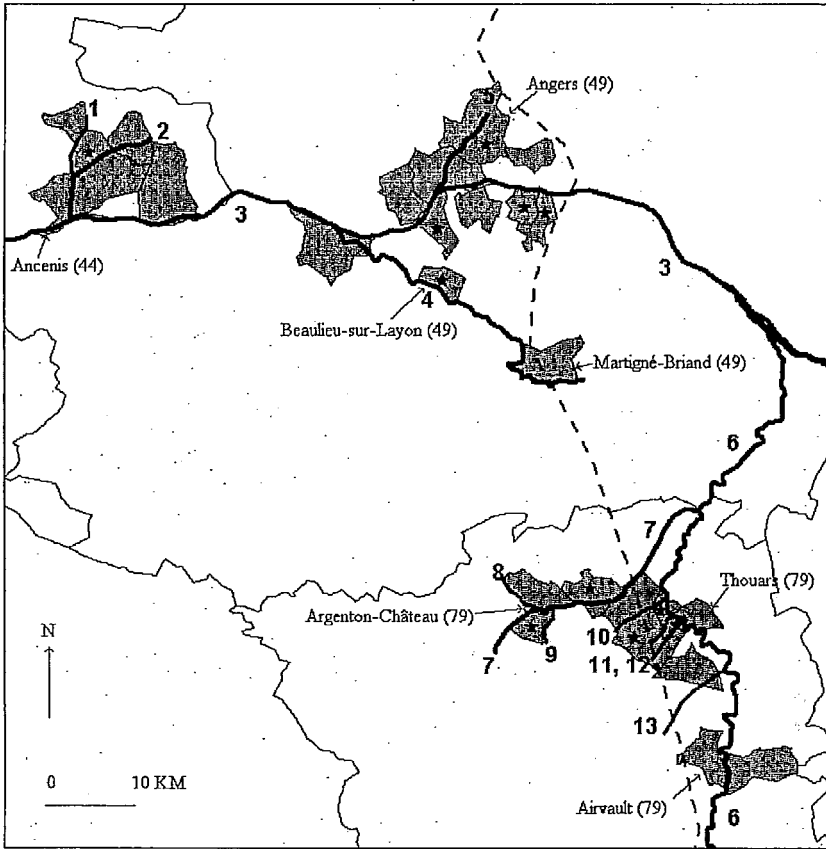 Angers (49)
1
5
2
3
Ancenis (44)
3
4
Beaulieu-sur-Layon (49)
Martigné-Briand (49)
6
7
8
Thouars (79)
Argenton-Château (79)
N
10
9
7
11, 12
13
0 10 KM
Airvault (79)
6